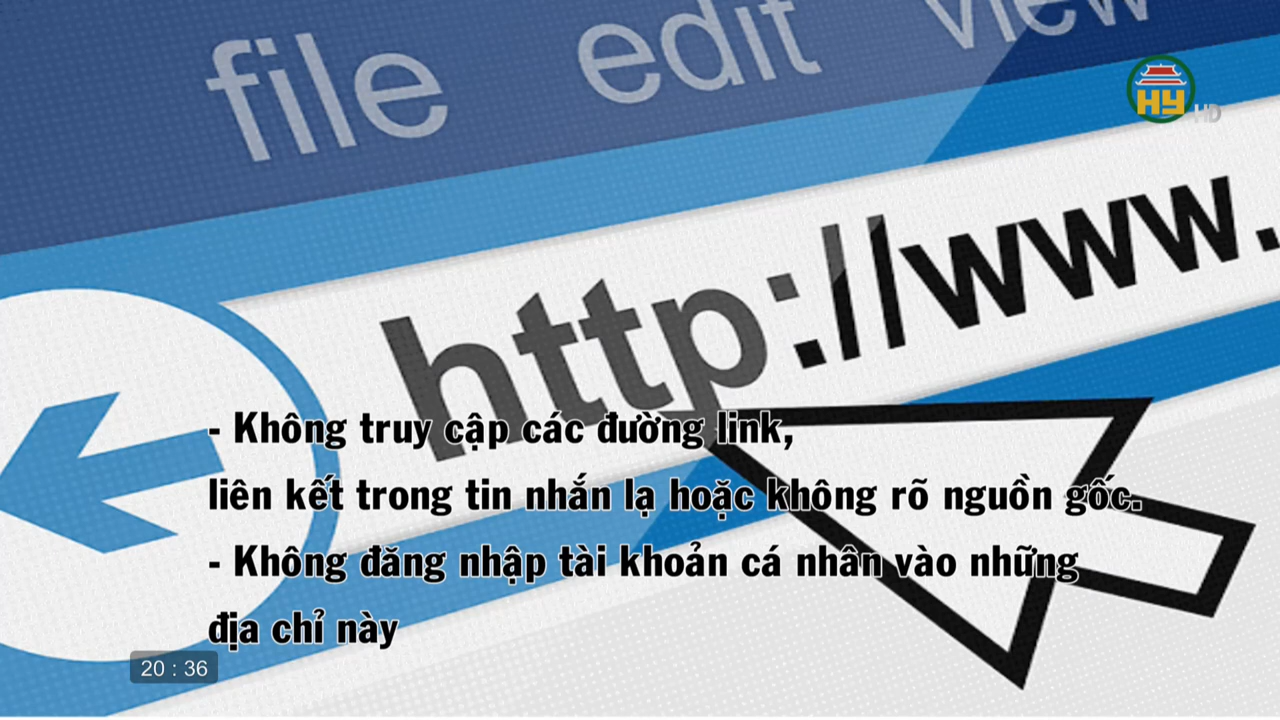 file edit view
HY HD
http://www.
- Không truy cập các đường link,
liên kết trong tin nhắn lạ hoặc không rõ nguồn gốc.
- Không đăng nhập tài khoản cá nhân vào những
địa chỉ này
20 : 36